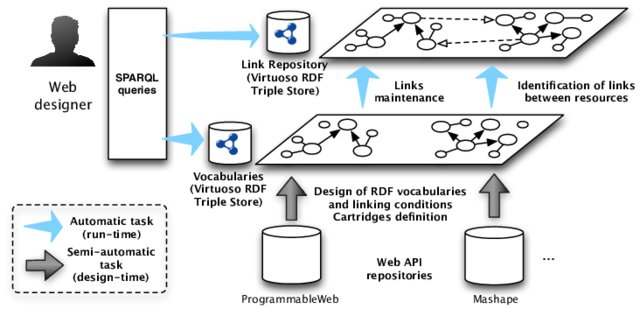 Web
designer
SPARQL
queries
Link Repository
(Virtuoso RDF
Triple Store)
Links
maintenance
Identification of links
between resources
Vocabularies
(Virtuoso RDF
Triple Store)
Design of RDF vocabularies
and linking conditions
Cartridges definition
Automatic task
(run-time)
Semi-automatic
task
(design-time)
Web API
repositories
...
ProgrammableWeb
Mashape